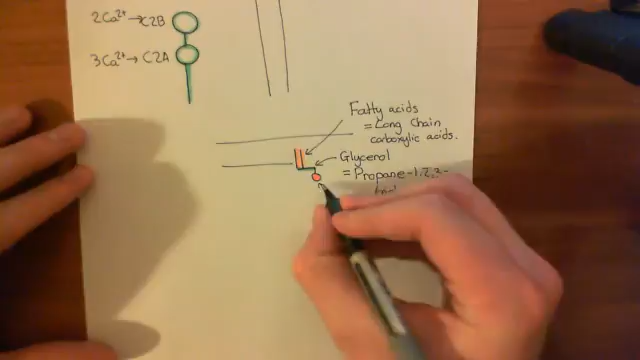 2Ca²⁺→C2B
3Ca²⁺→ C2A
Fatty acids
= Long Chain
carboxylic acids.
Glycerol
= Propane-1,2,3-